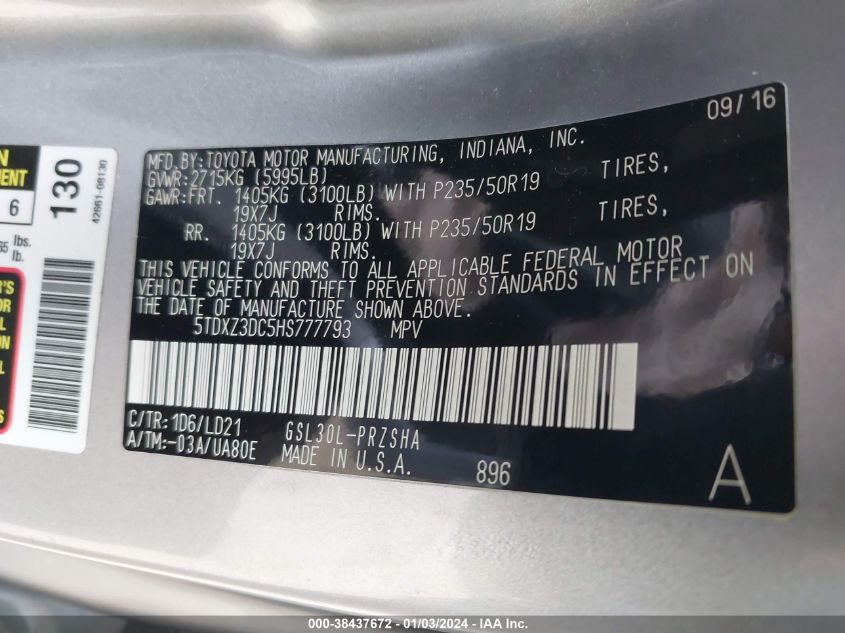 09/16
MFD.BY:TOYOTA MOTOR MANUFACTURING, INDIANA, INC.
GVWR:2715KG (5995LB)
GAWR:FRT. 1405KG (3100LB) WITH P235/50R19 TIRES,
19X7J RIMS.
RR. 1405KG (3100LB) WITH P235/50R19 TIRES,
19X7J RIMS.
THIS VEHICLE CONFORMS TO ALL APPLICABLE FEDERAL MOTOR
VEHICLE SAFETY AND THEFT PREVENTION STANDARDS IN EFFECT ON
THE DATE OF MANUFACTURE SHOWN ABOVE.
5TDXZ3DC5HS777793 MPV
C/TR:1D6/LD21 GSL30L-PRZSHA
A/TM:-03A/UA80E MADE IN U.S.A. 896
A
130
42661-08130
6
lbs.
lb.
000-38437672 - 01/03/2024 - IAA Inc.